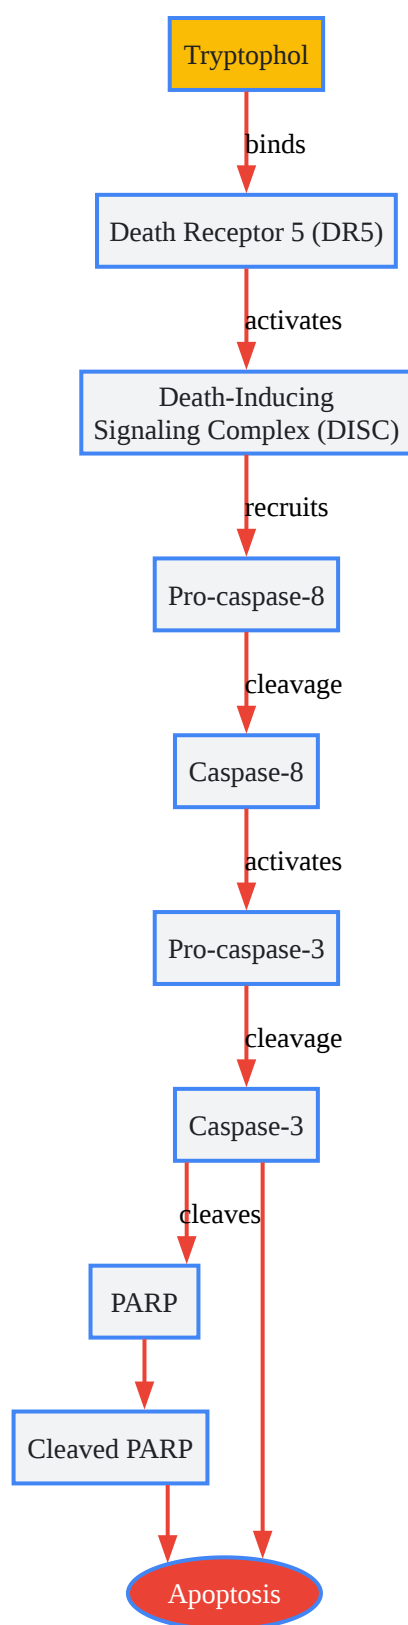 Tryptophol
binds
Death Receptor 5 (DR5)
activates
Death-Inducing
Signaling Complex (DISC)
recruits
Pro-caspase-8
cleavage
Caspase-8
activates
Pro-caspase-3
cleavage
Caspase-3
cleaves
PARP
Cleaved PARP
Apoptosis